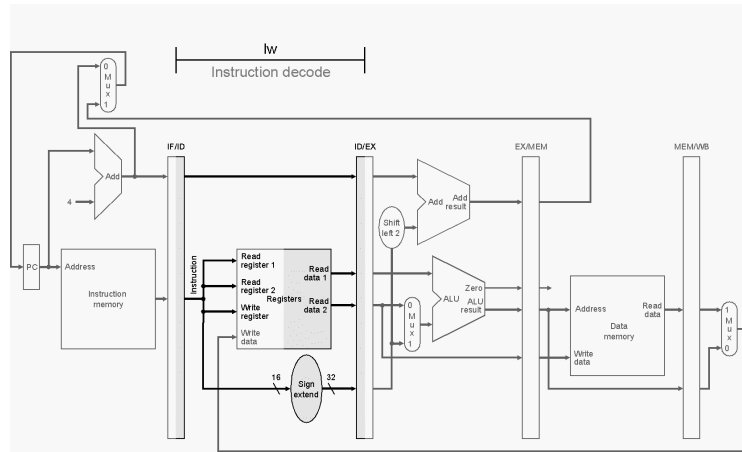 lw
Instruction decode
0
M
u
x
1
IF/ID
ID/EX
EX/MEM
MEM/WB
Add
4
Add
Add
result
Shift
left 2
PC
Address
Instruction
memory
Instruction
Read
register 1
Read
register 2
Write
register
Write
data
Registers
Read
data 1
Read
data 2
16
Sign
extend
32
0
M
u
x
1
ALU
Zero
ALU
result
Address
Write
data
Data
memory
Read
data
1
M
u
x
0